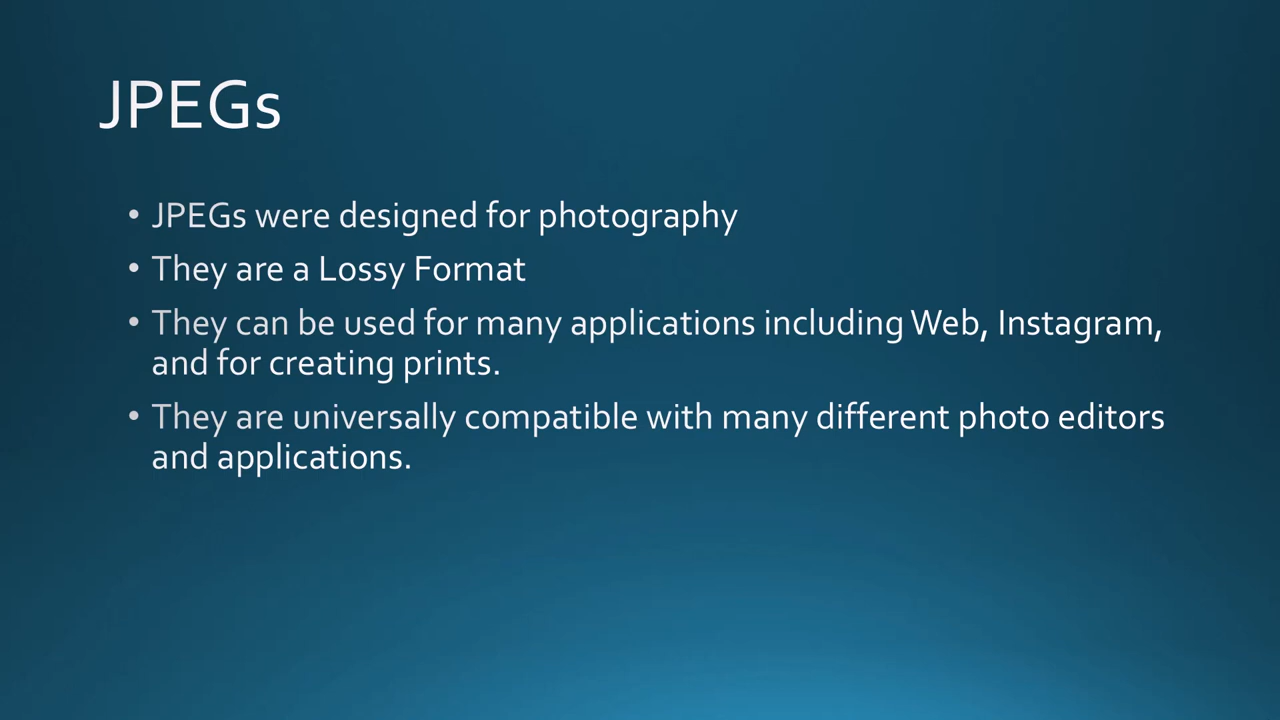 JPEGs
• JPEGs were designed for photography
• They are a Lossy Format
• They can be used for many applications including Web, Instagram,
and for creating prints.
• They are universally compatible with many different photo editors
and applications.